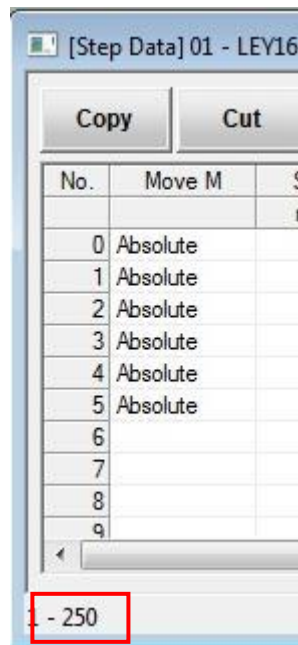 [Step Data] 01 - LEY16
Copy Cut
No. Move M
0 Absolute
1 Absolute
2 Absolute
3 Absolute
4 Absolute
5 Absolute
6
7
8
9
1 - 250